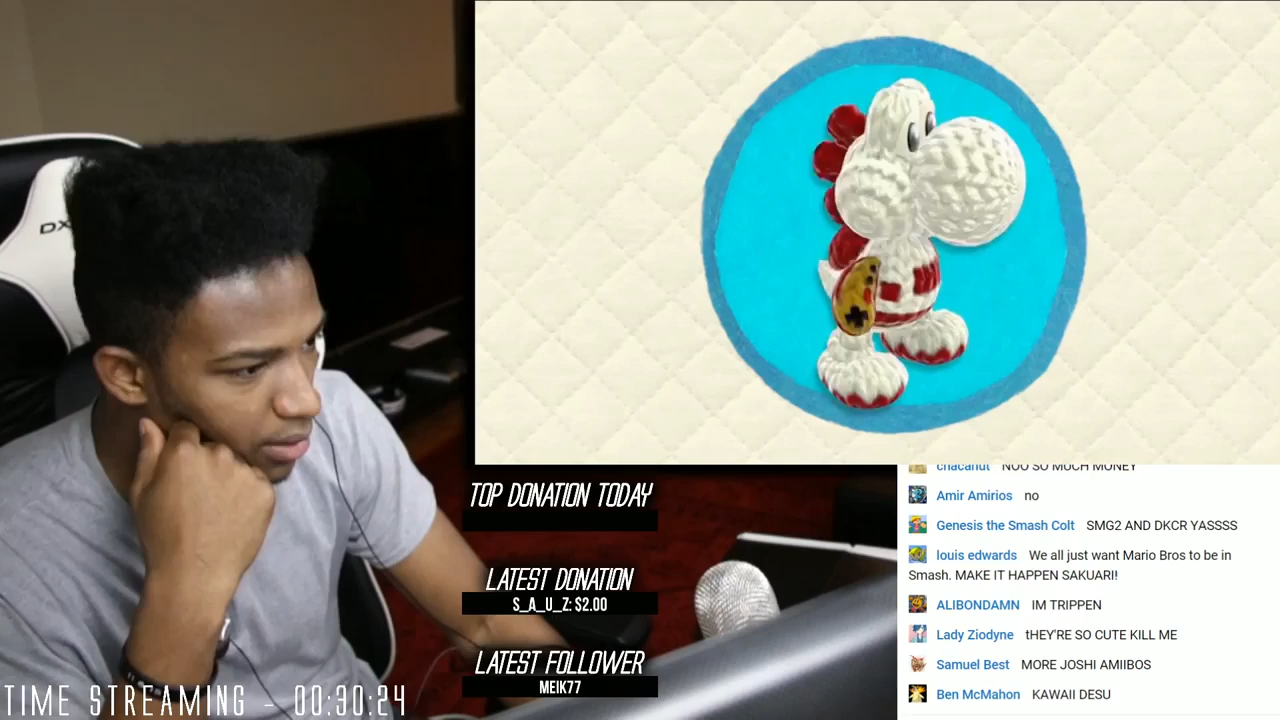 DX
TOP DONATION TODAY
LATEST DONATION
S_A_U_Z: $2.00
LATEST FOLLOWER
MEIK77
TIME STREAMING - 00:30:24
chacanut NOO SO MUCH MONEY
Amir Amirios no
Genesis the Smash Colt SMG2 AND DKCR YASSSS
louis edwards We all just want Mario Bros to be in
Smash. MAKE IT HAPPEN SAKUARI!
ALIBONDAMN IM TRIPPEN
Lady Ziodyne tHEY'RE SO CUTE KILL ME
Samuel Best MORE JOSHI AMIIBOS
Ben McMahon KAWAII DESU